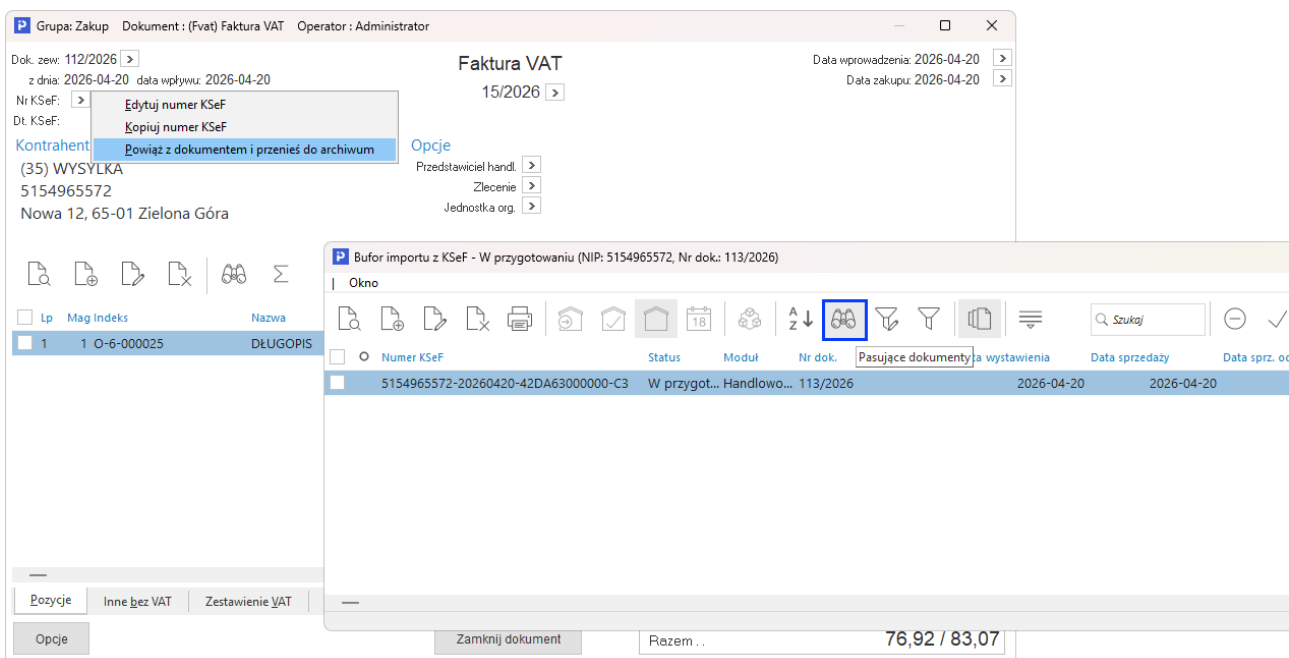 Grupa: Zakup Dokument : (Fvat) Faktura VAT Operator : Administrator
Dok. zew: 112/2026
z dnia: 2026-04-20 data wpływu: 2026-04-20
Nr KSeF:
Dt. KSeF:
Faktura VAT
15/2026
Data wprowadzenia: 2026-04-20
Data zakupu: 2026-04-20
Edytuj numer KSeF
Kopiuj numer KSeF
Powiąż z dokumentem i przenieś do archiwum
Kontrahent
(35) WYSYLKA
5154965572
Nowa 12, 65-01 Zielona Góra
Opcje
Przedstawiciel handl.
Zlecenie
Jednostka org.
Lp Mag Indeks Nazwa
1 1 O-6-000025 DŁUGOPIS
Bufor importu z KSeF - W przygotowaniu (NIP: 5154965572, Nr dok.: 113/2026)
Okno
18
A
Z
Szukaj
Pasujące dokumenty
Numer KSeF Status Moduł Nr dok. ta wystawienia Data sprzedaży Data sprz. od
5154965572-20260420-42DA63000000-C3 W przygot... Handlowo... 113/2026 2026-04-20 2026-04-20
Pozycje Inne bez VAT Zestawienie VAT
Opcje Zamknij dokument Razem . . 76,92 / 83,07